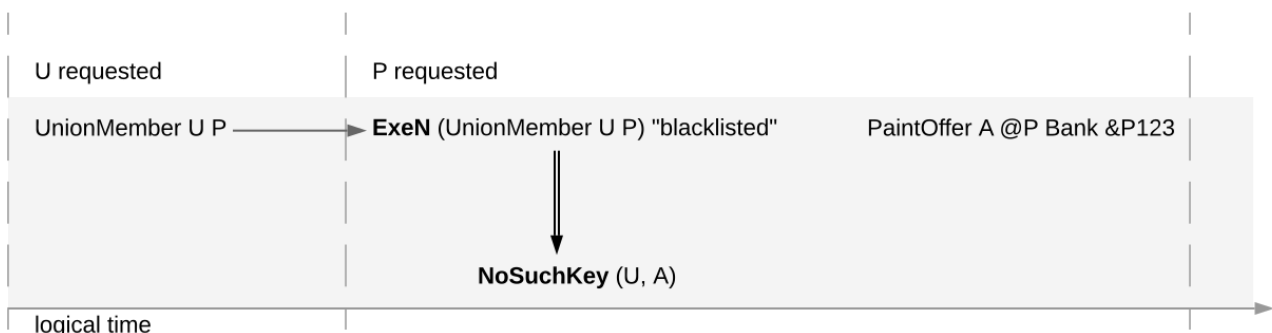 U requested
P requested
UnionMember U P
ExeN (UnionMember U P) "blacklisted"
PaintOffer A @P Bank &P123
NoSuchKey (U, A)
logical time